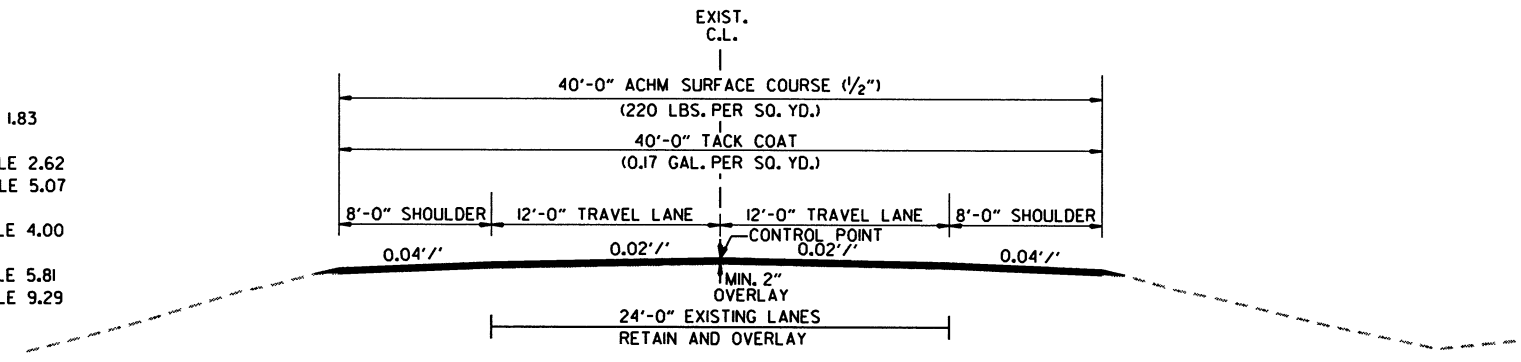 EXIST.
C.L.
40'-0" ACHM SURFACE COURSE (1/2")
(220 LBS. PER SQ. YD.)
40'-0" TACK COAT
(0.17 GAL. PER SQ. YD.)
8'-0" SHOULDER 12'-0" TRAVEL LANE 12'-0" TRAVEL LANE 8'-0" SHOULDER
CONTROL POINT
0.04'/' 0.02'/' 0.02'/' 0.04'/'
MIN. 2"
OVERLAY
24'-0" EXISTING LANES
RETAIN AND OVERLAY
1.83
LE 2.62
LE 5.07
LE 4.00
LE 5.81
LE 9.29